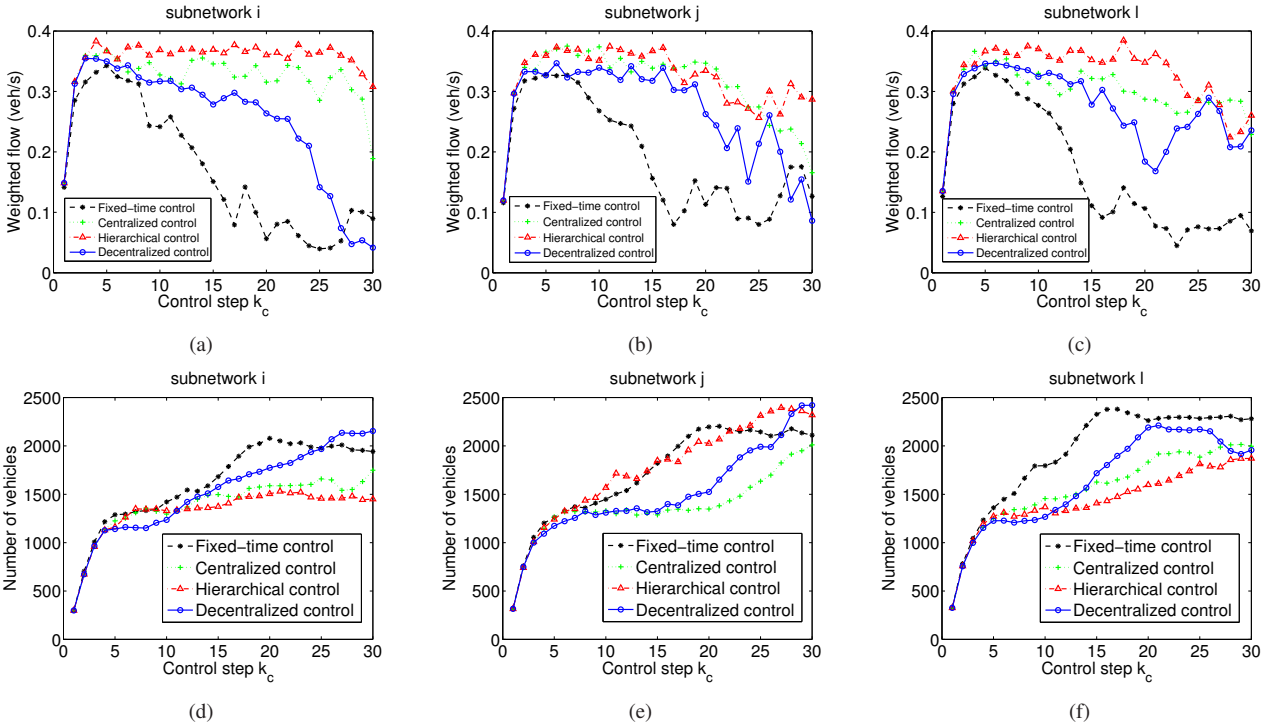 subnetwork i
Weighted flow (veh/s)
0.4
0.3
0.2
0.1
0
Fixed−time control
Centralized control
Hierarchical control
Decentralized control
0 5 10 15 20 25 30
Control step k_c
(a)
subnetwork j
Weighted flow (veh/s)
0.4
0.3
0.2
0.1
0
Fixed−time control
Centralized control
Hierarchical control
Decentralized control
0 5 10 15 20 25 30
Control step k_c
(b)
subnetwork l
Weighted flow (veh/s)
0.4
0.3
0.2
0.1
0
Fixed−time control
Centralized control
Hierarchical control
Decentralized control
0 5 10 15 20 25 30
Control step k_c
(c)
subnetwork i
Number of vehicles
2500
2000
1500
1000
500
0
Fixed−time control
Centralized control
Hierarchical control
Decentralized control
0 5 10 15 20 25 30
Control step k_c
(d)
subnetwork j
Number of vehicles
2500
2000
1500
1000
500
0
Fixed−time control
Centralized control
Hierarchical control
Decentralized control
0 5 10 15 20 25 30
Control step k_c
(e)
subnetwork l
Number of vehicles
2500
2000
1500
1000
500
0
Fixed−time control
Centralized control
Hierarchical control
Decentralized control
0 5 10 15 20 25 30
Control step k_c
(f)